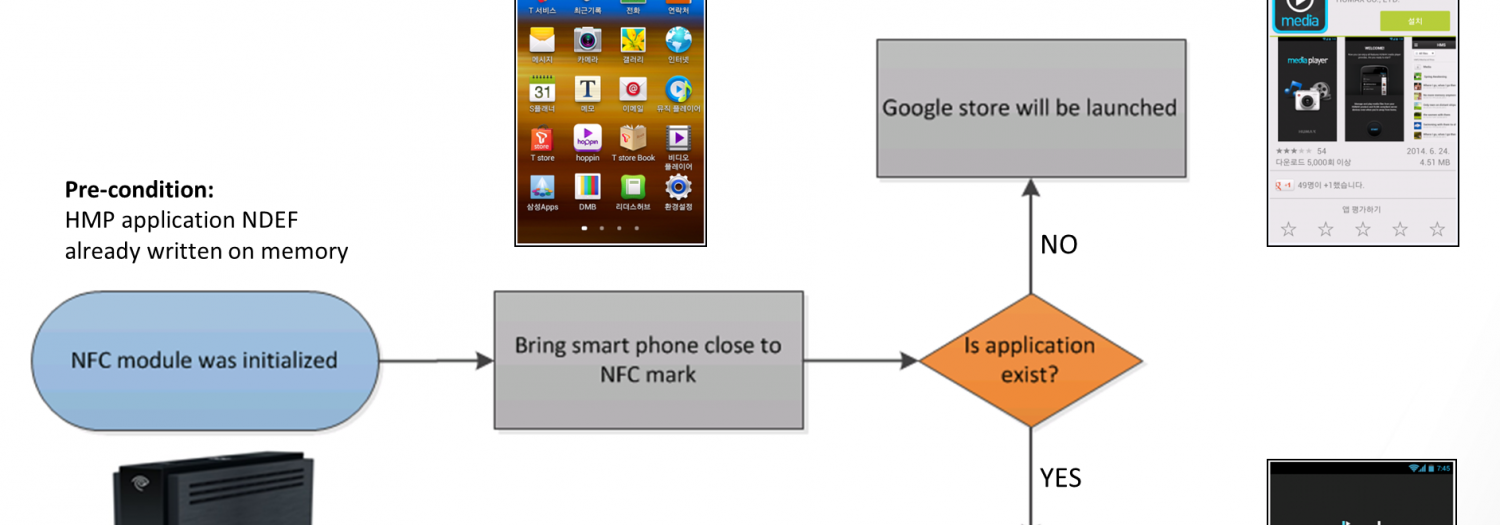 T 서비스 최근기록 전화 연락처
메시지 카메라 갤러리 인터넷
31
S플래너 메모 이메일 뮤직 플레이어
T store hoppin T store Book 비디오
플레이어
삼성Apps DMB 리더스허브 환경설정
media
설치
WELCOME!
media player
★★★★★ 54 2014. 6. 24.
다운로드 5,000회 이상 4.51 MB
+1 49명이 +1했습니다.
앱 평가하기
Google store will be launched
Pre-condition:
HMP application NDEF
already written on memory
NO
NFC module was initialized
Bring smart phone close to
NFC mark
Is application
exist?
YES
7:45